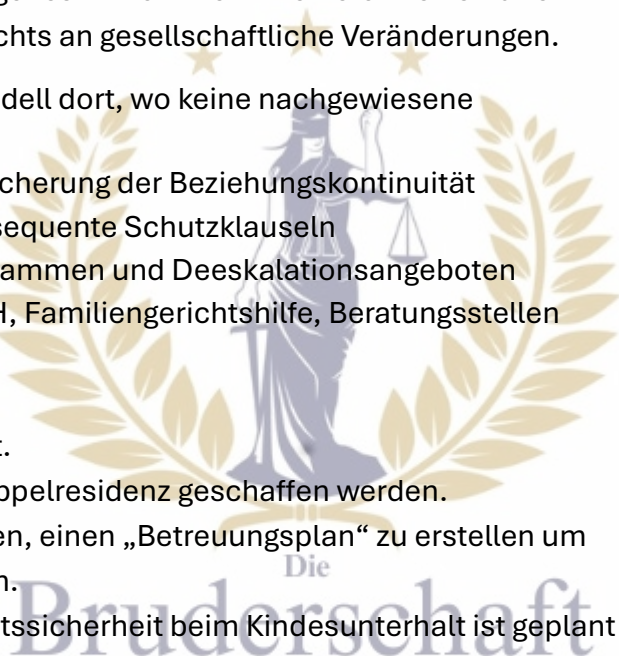 chts an gesellschaftliche Veränderungen.
dell dort, wo keine nachgewiesene
cherung der Beziehungskontinuität
sequente Schutzklauseln
ammen und Deeskalationsangeboten
H, Familiengerichtshilfe, Beratungsstellen
t.
ppelresidenz geschaffen werden.
en, einen „Betreuungsplan“ zu erstellen um
Die
n.
Bruderschaft
tssicherheit beim Kindesunterhalt ist geplant